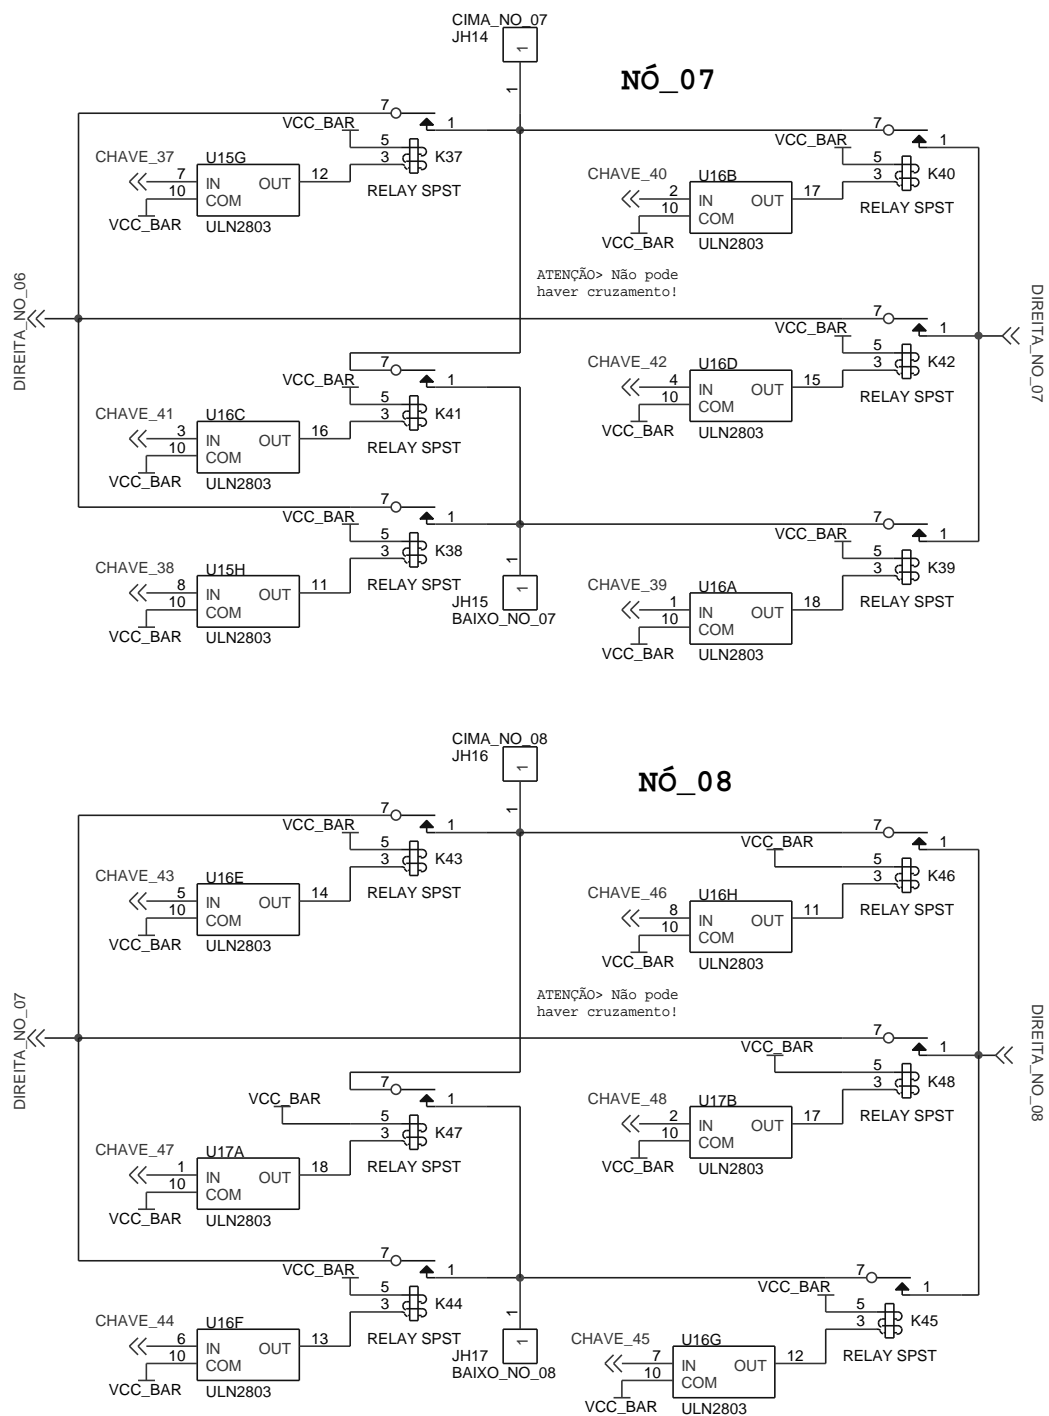 CIMA_NO_07
JH14
1
1
NÓ_07
7
1
VCC_BAR
5
3
K37
RELAY SPST
CHAVE_37
U15G
7
10
IN
COM
OUT
12
VCC_BAR
ULN2803
7
1
VCC_BAR
5
3
K40
RELAY SPST
CHAVE_40
U16B
2
10
IN
COM
OUT
17
VCC_BAR
ULN2803
ATENÇÃO> Não pode
haver cruzamento!
DIREITA_NO_06
DIREITA_NO_07
7
1
VCC_BAR
5
3
K42
RELAY SPST
CHAVE_42
U16D
4
10
IN
COM
OUT
15
VCC_BAR
ULN2803
7
1
VCC_BAR
5
3
K41
RELAY SPST
CHAVE_41
U16C
3
10
IN
COM
OUT
16
VCC_BAR
ULN2803
7
1
VCC_BAR
5
3
K38
RELAY SPST
CHAVE_38
U15H
8
10
IN
COM
OUT
11
VCC_BAR
ULN2803
1
1
JH15
BAIXO_NO_07
7
1
VCC_BAR
5
3
K39
RELAY SPST
CHAVE_39
U16A
1
10
IN
COM
OUT
18
VCC_BAR
ULN2803
CIMA_NO_08
JH16
1
1
NÓ_08
7
1
VCC_BAR
5
3
K43
RELAY SPST
CHAVE_43
U16E
5
10
IN
COM
OUT
14
VCC_BAR
ULN2803
7
1
VCC_BAR
5
3
K46
RELAY SPST
CHAVE_46
U16H
8
10
IN
COM
OUT
11
VCC_BAR
ULN2803
ATENÇÃO> Não pode
haver cruzamento!
DIREITA_NO_07
DIREITA_NO_08
7
1
VCC_BAR
5
3
K48
RELAY SPST
CHAVE_48
U17B
2
10
IN
COM
OUT
17
VCC_BAR
ULN2803
7
1
VCC_BAR
5
3
K47
RELAY SPST
CHAVE_47
U17A
1
10
IN
COM
OUT
18
VCC_BAR
ULN2803
7
1
VCC_BAR
5
3
K44
RELAY SPST
CHAVE_44
U16F
6
10
IN
COM
OUT
13
VCC_BAR
ULN2803
1
1
JH17
BAIXO_NO_08
7
1
VCC_BAR
5
3
K45
RELAY SPST
CHAVE_45
U16G
7
10
IN
COM
OUT
12
VCC_BAR
ULN2803